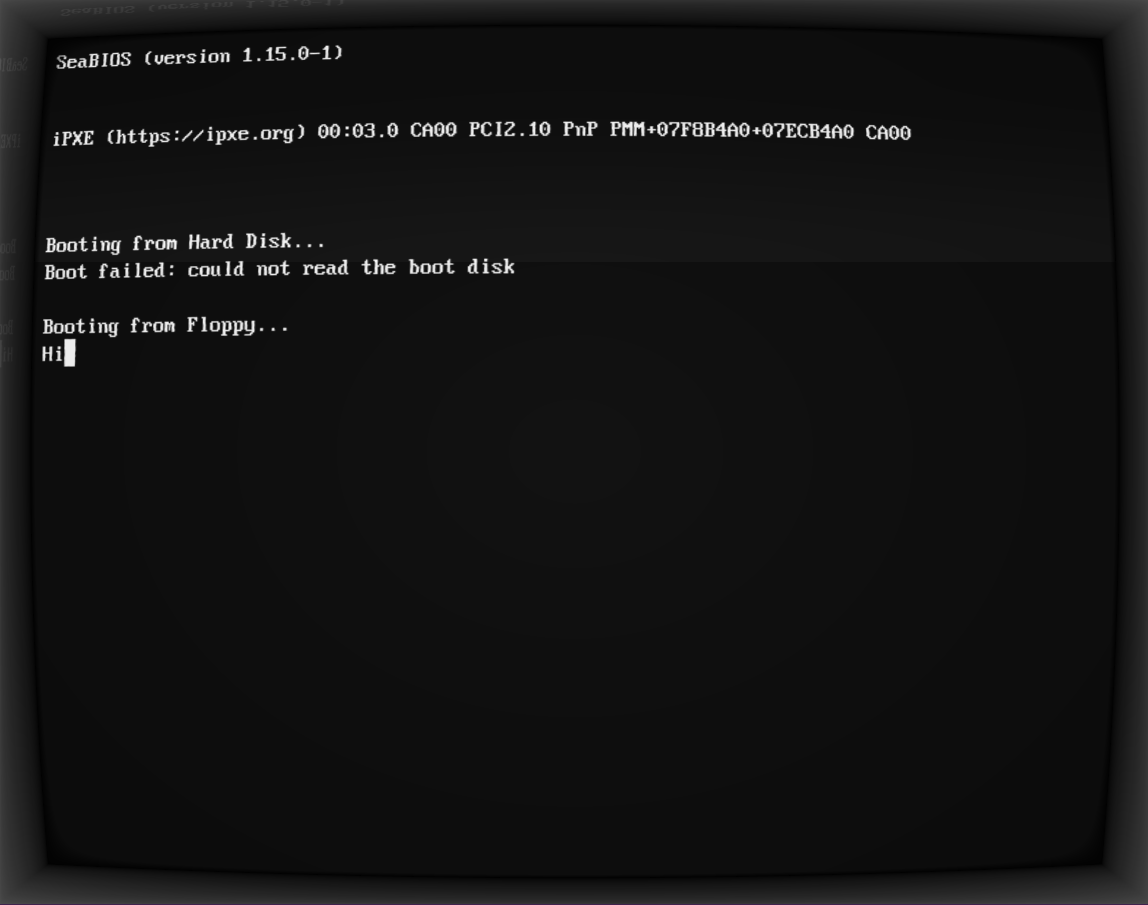 SeaBIOS (version 1.15.0-1)
iPXE (https://ipxe.org) 00:03.0 CA00 PCI2.10 PnP PMM+07F8B4A0+07ECB4A0 CA00
Booting from Hard Disk...
Boot failed: could not read the boot disk
Booting from Floppy...
Hi